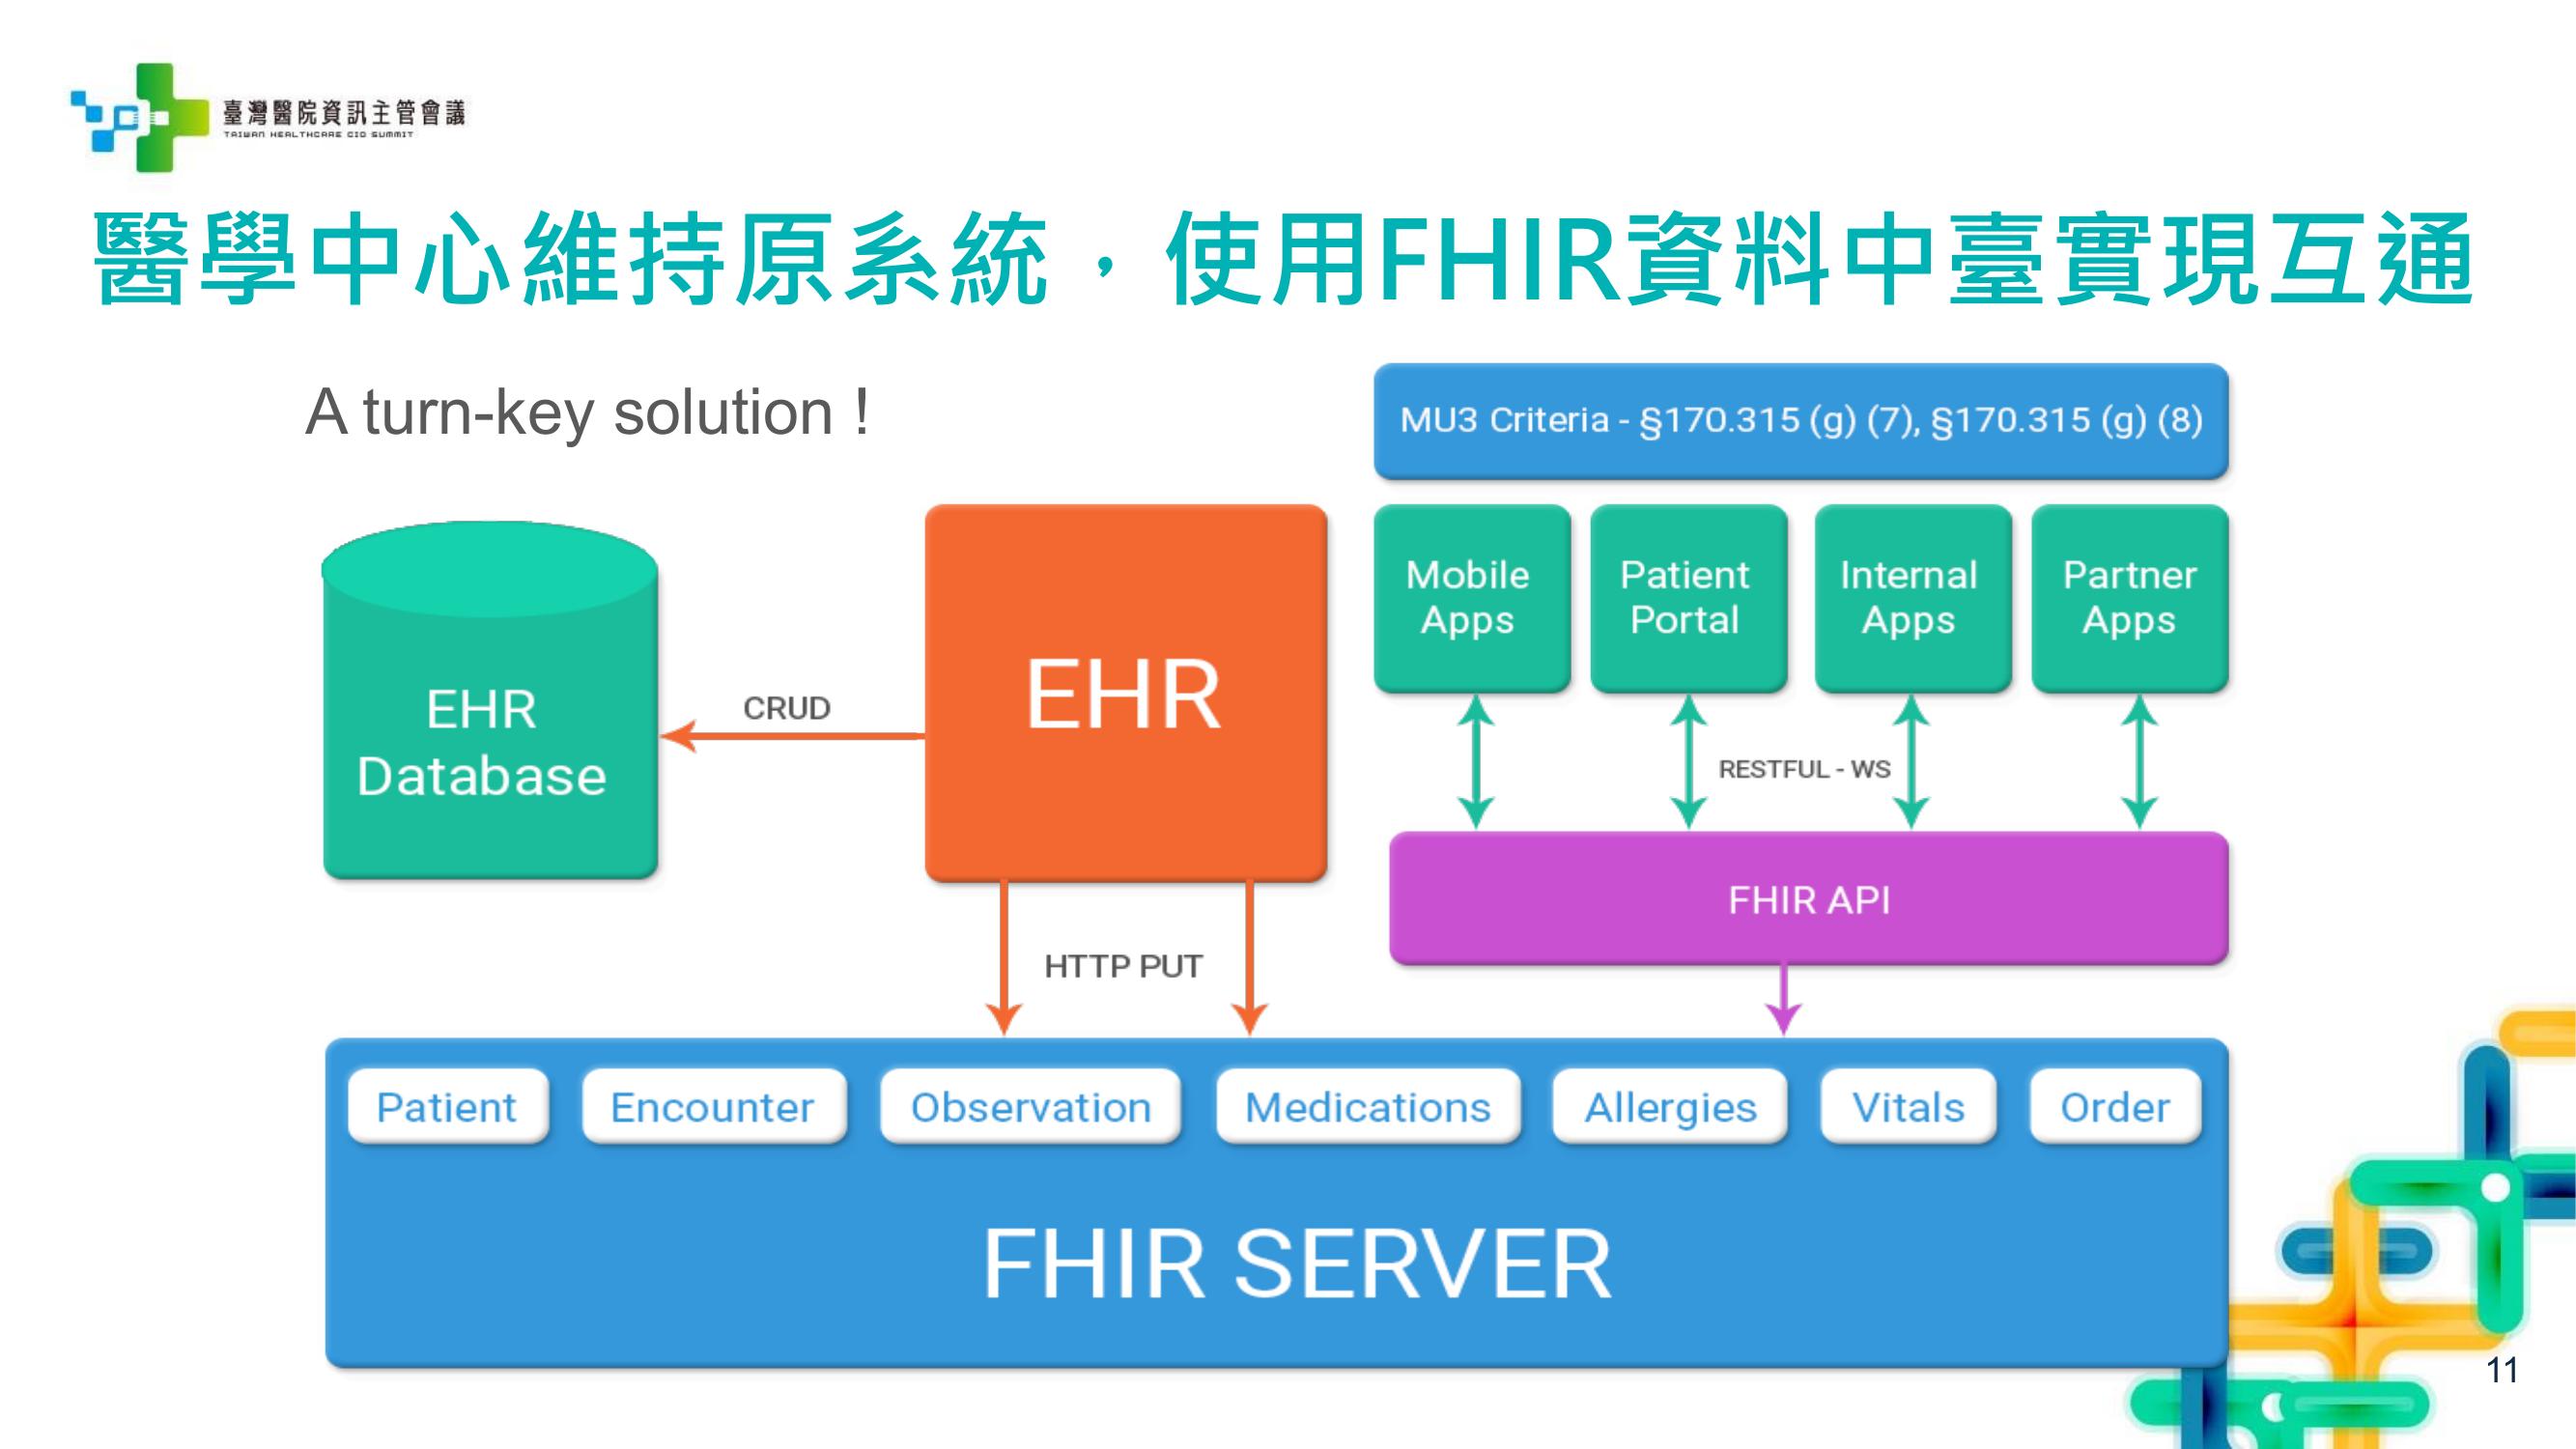 臺灣醫院資訊主管會議
TAIWAN HEALTHCARE CIO SUMMIT
醫學中心維持原系統，使用FHIR資料中臺實現互通
A turn-key solution !
MU3 Criteria - §170.315 (g) (7), §170.315 (g) (8)
EHR
Database
CRUD
EHR
Mobile
Apps
Patient
Portal
Internal
Apps
Partner
Apps
RESTFUL - WS
FHIR API
HTTP PUT
Patient
Encounter
Observation
Medications
Allergies
Vitals
Order
FHIR SERVER
11